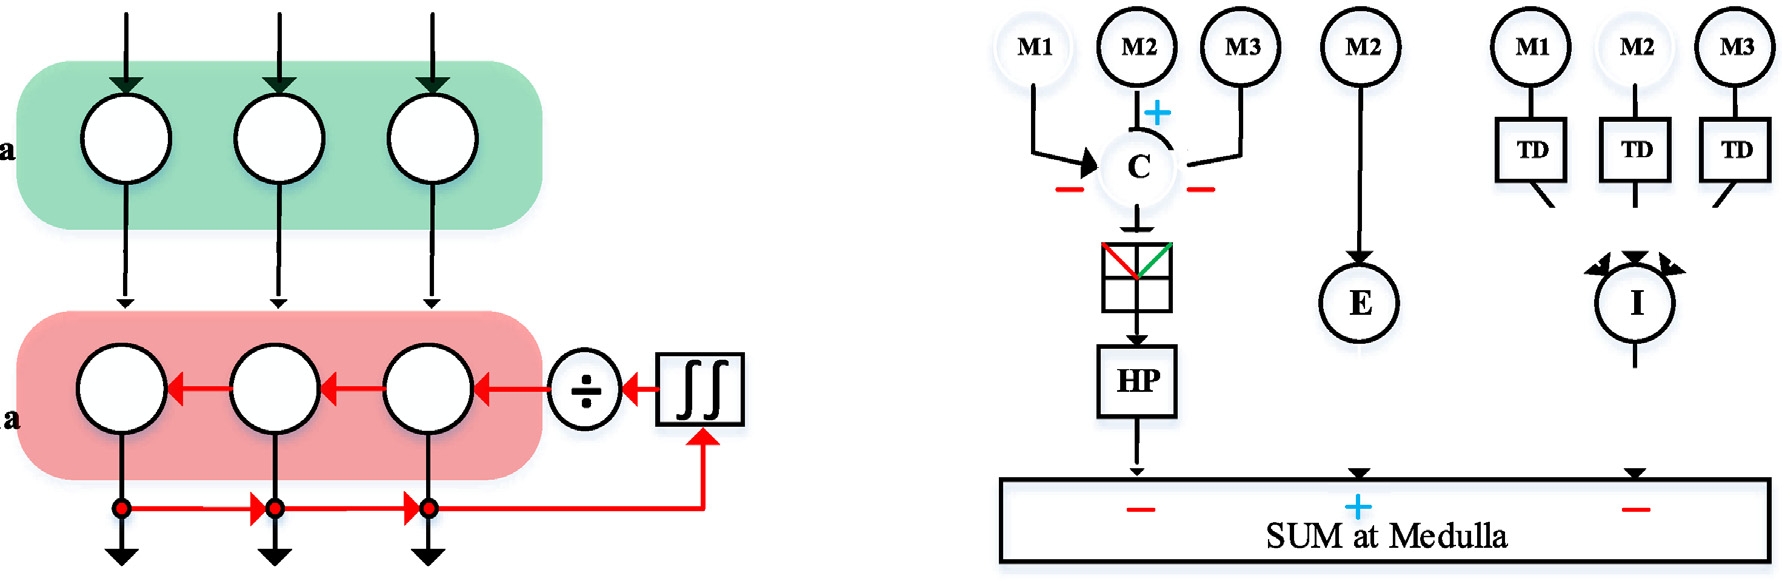 M1 M2 M3 M2 M1 M2 M3
a
+
TD TD TD
C
− −
E I
÷ ∫∫ HP
a
− + −
SUM at Medulla